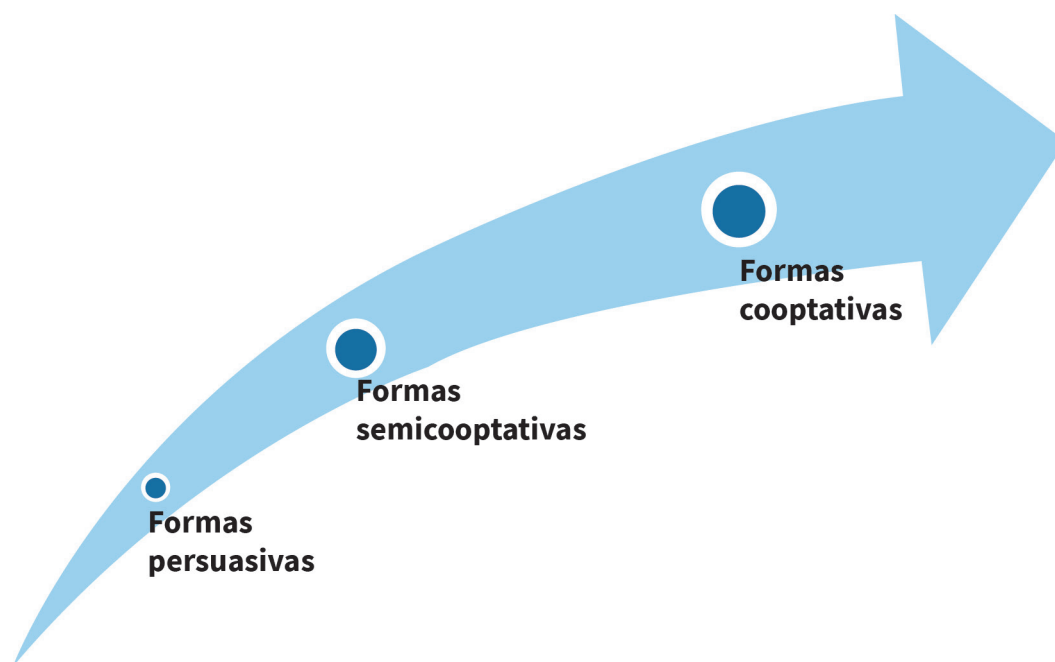 Formas
cooptativas
Formas
semicooptativas
Formas
persuasivas